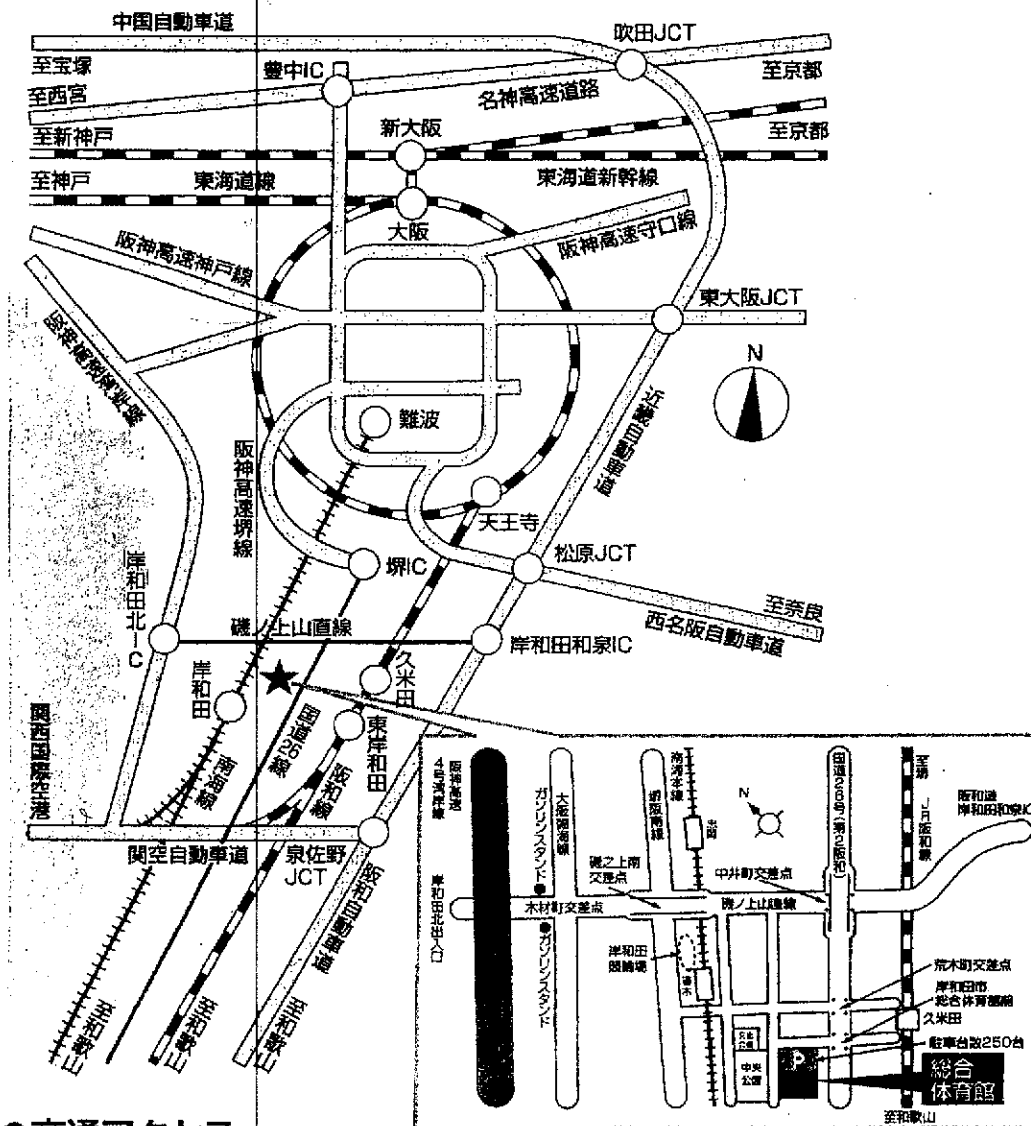 中国自動車道
吹田JCT
至宝塚
豊中IC
至京都
至西宮
名神高速道路
新大阪
至京都
至新神戸
至神戸
東海道線
東海道新幹線
大阪
阪神高速守口線
阪神高速神戸線
東大阪JCT
N
近畿自動車道
難波
阪神高速堺線
天王寺
堺IC
松原JCT
至奈良
西名阪自動車道
岸和田北IC
磯ノ上山直線
岸和田和泉IC
岸和田
久米田
東岸和田
国道26線
南海線
阪和線
関西国際空港
関空自動車道
泉佐野
JCT
阪和自動車道
至和歌山
至和歌山
至和歌山
阪神高速
4号湾岸線
岸和田北出入口
ガソリンスタンド
大阪臨海線
堺阪南線
南海本線
N
国道26号(第2阪和)
至堺
JR阪和線
阪和道
岸和田和泉IC
磯之上南
交差点
中井町交差点
木材町交差点
磯ノ上山直線
ガソリンスタンド
岸和田
競輪場
春木
荒木町交差点
岸和田市
総合体育館前
久米田
駐車台数250台
P
中央
公園
総合
体育館
至和歌山